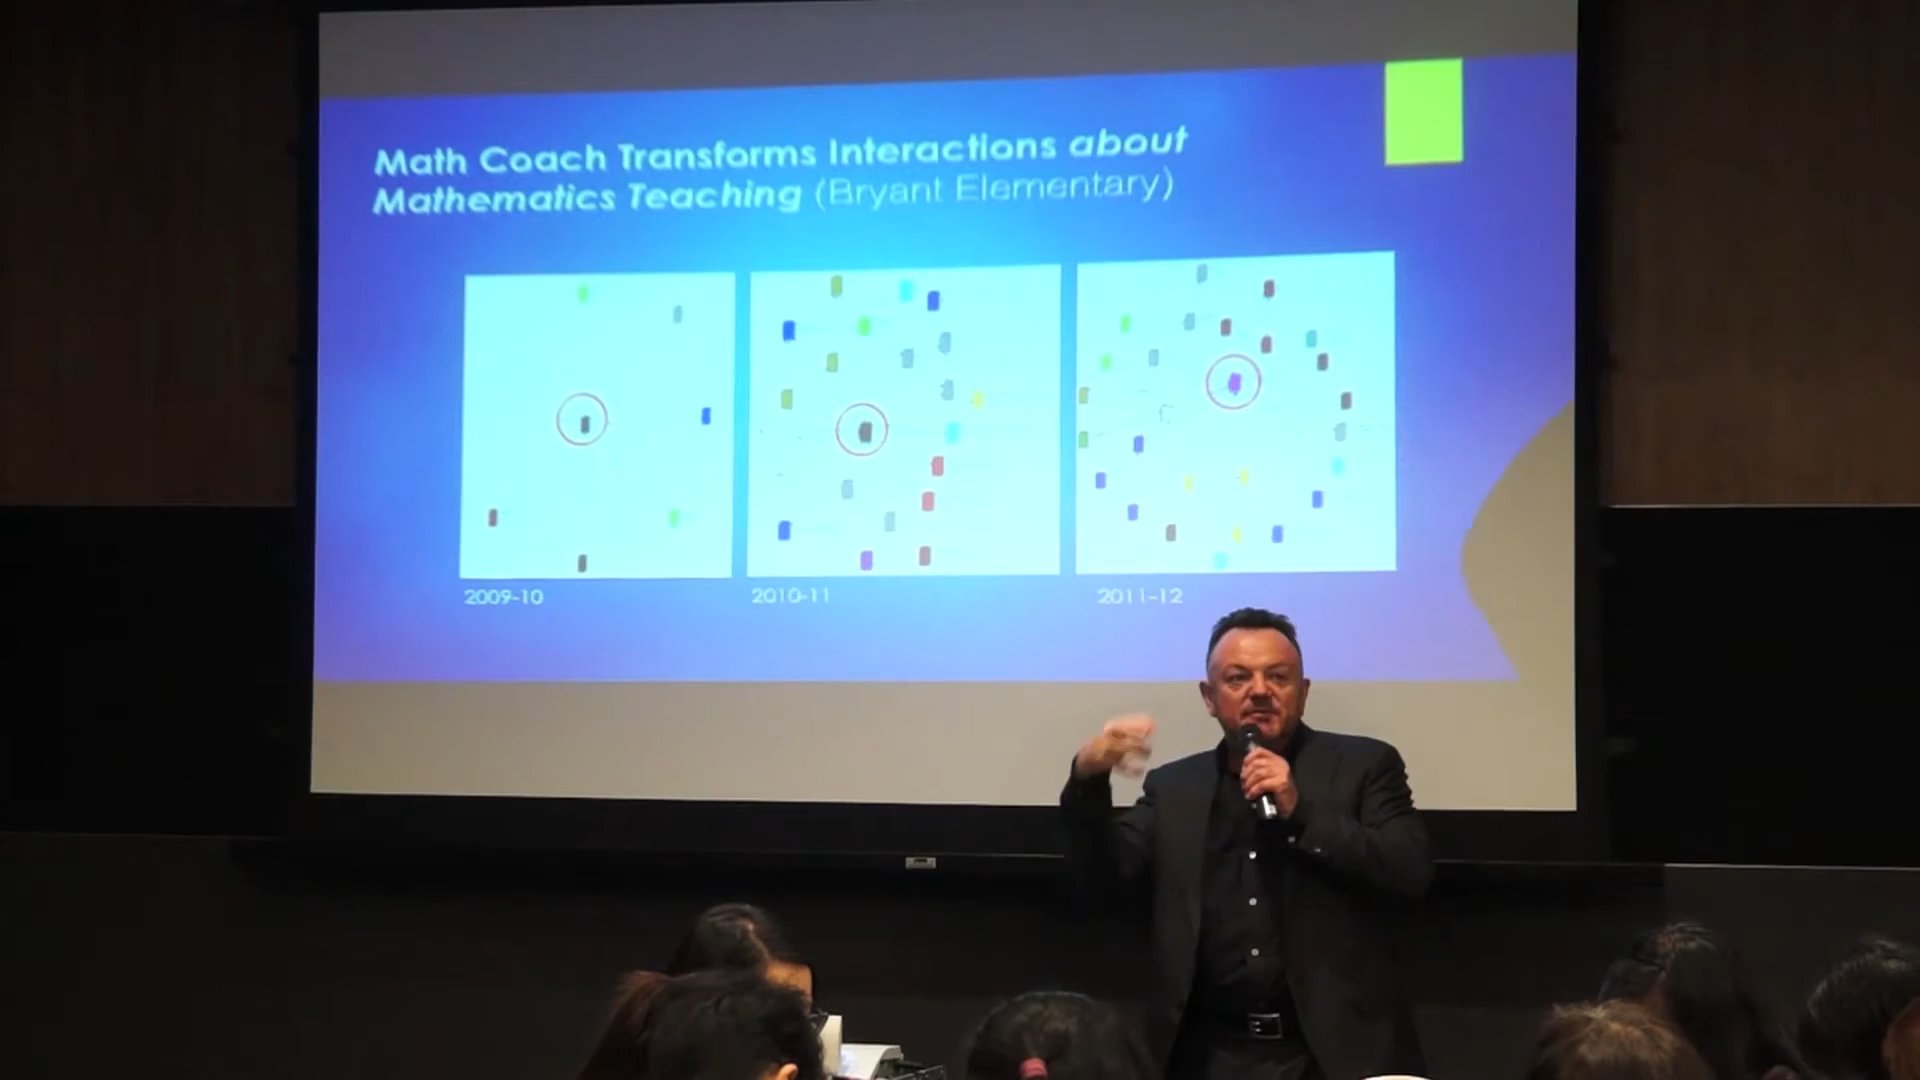 Math Coach Transforms Interactions about
Mathematics Teaching (Bryant Elementary)
2009-10
2010-11
2011-12